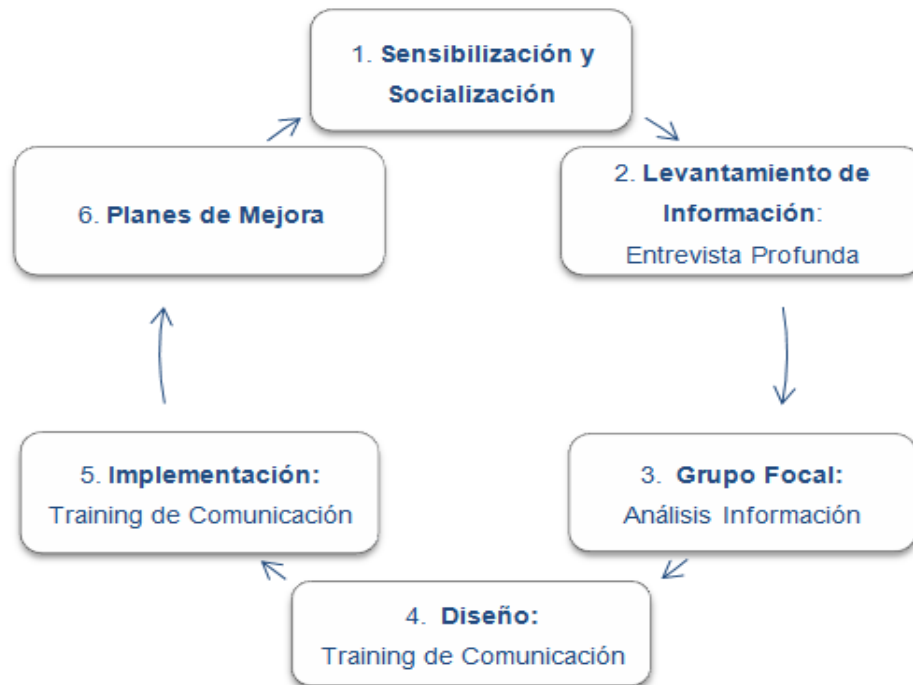 1. Sensibilización y
Socialización
2. Levantamiento de
Información:
Entrevista Profunda
3. Grupo Focal:
Análisis Información
4. Diseño:
Training de Comunicación
5. Implementación:
Training de Comunicación
6. Planes de Mejora